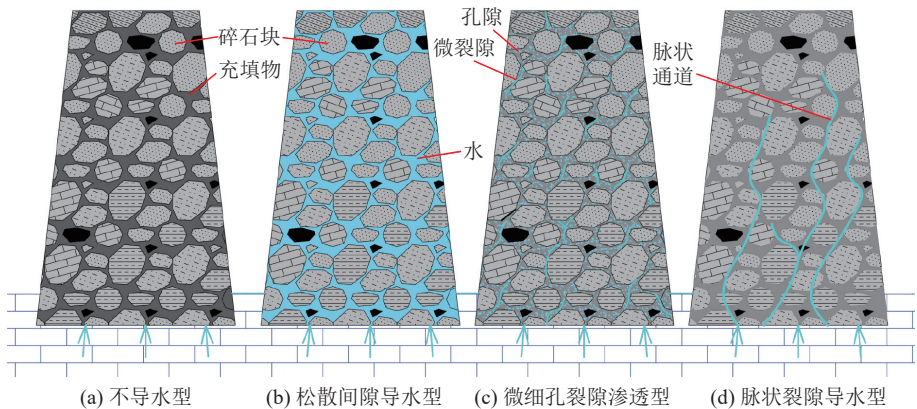 碎石块
充填物
水
孔隙
微裂隙
脉状
通道
(a) 不导水型
(b) 松散间隙导水型
(c) 微细孔裂隙渗透型
(d) 脉状裂隙导水型